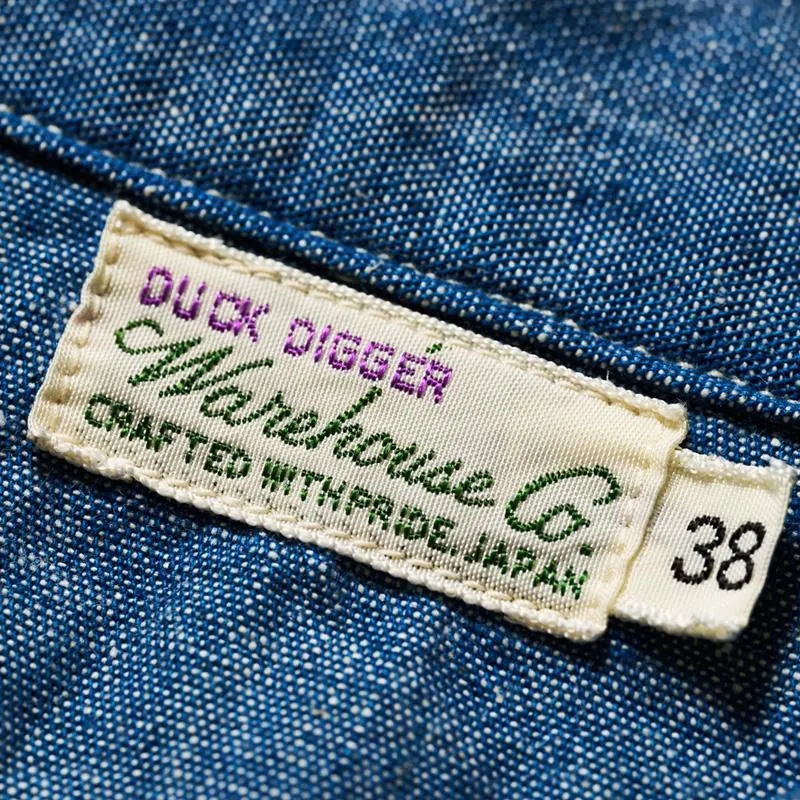 DUCK DIGGER
Warehouse Co.
CRAFTED WITH PRIDE, JAPAN
38